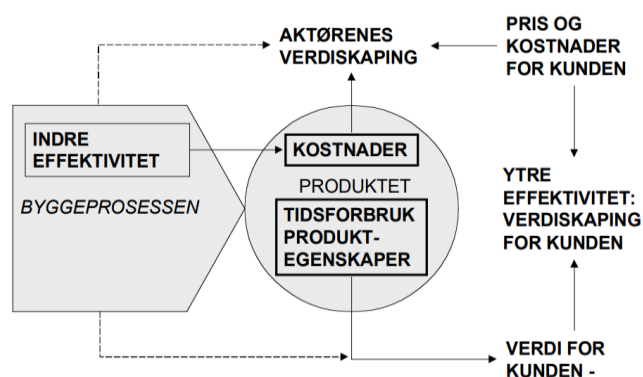 AKTØRENES
VERDISKAPING
PRIS OG
KOSTNADER
FOR KUNDEN
INDRE
EFFEKTIVITET
BYGGEPROSESSEN
KOSTNADER
PRODUKTET
TIDSFORBRUK
PRODUKT-
EGENSKAPER
YTRE
EFFEKTIVITET:
VERDISKAPING
FOR KUNDEN
VERDI FOR
KUNDEN -